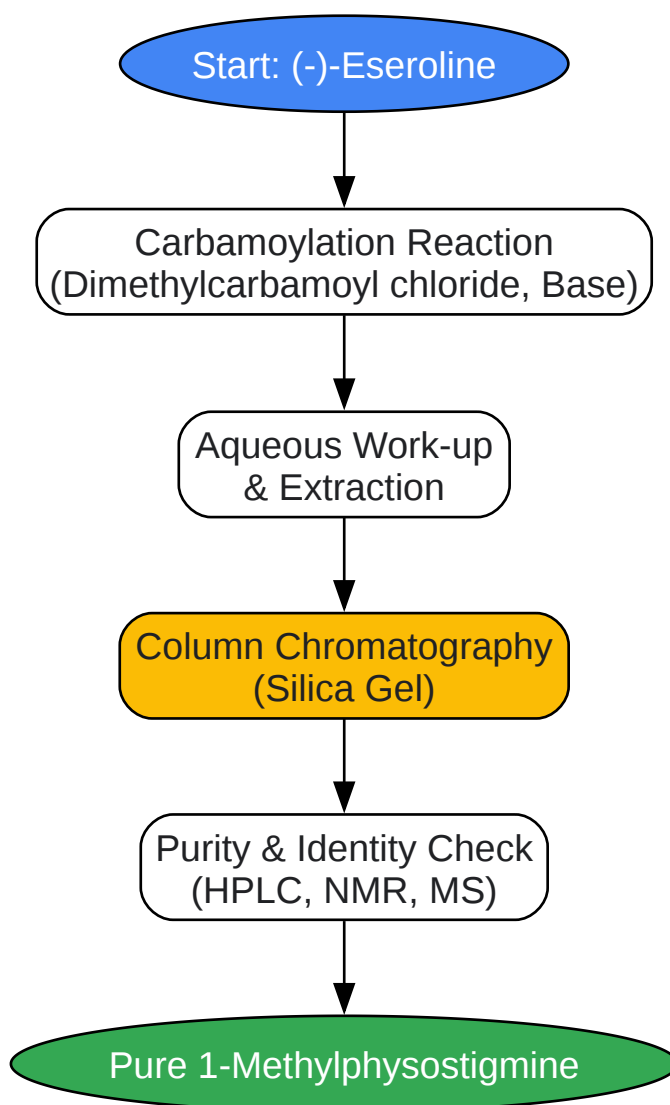 Start: (-)-Eseroline
Carbamoylation Reaction
(Dimethylcarbamoyl chloride, Base)
Aqueous Work-up
& Extraction
Column Chromatography
(Silica Gel)
Purity & Identity Check
(HPLC, NMR, MS)
Pure 1-Methylphysostigmine